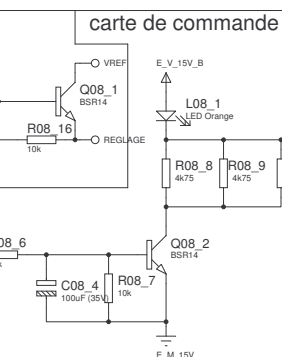 carte de commande
VREF
E_V_15V_B
Q08_1
BSR14
L08_1
LED Orange
R08_16
10k
REGLAGE
R08_8
4k75
R08_9
4k75
Q08_2
BSR14
C08_4
100uF (35V)
R08_7
10k
E_M_15V